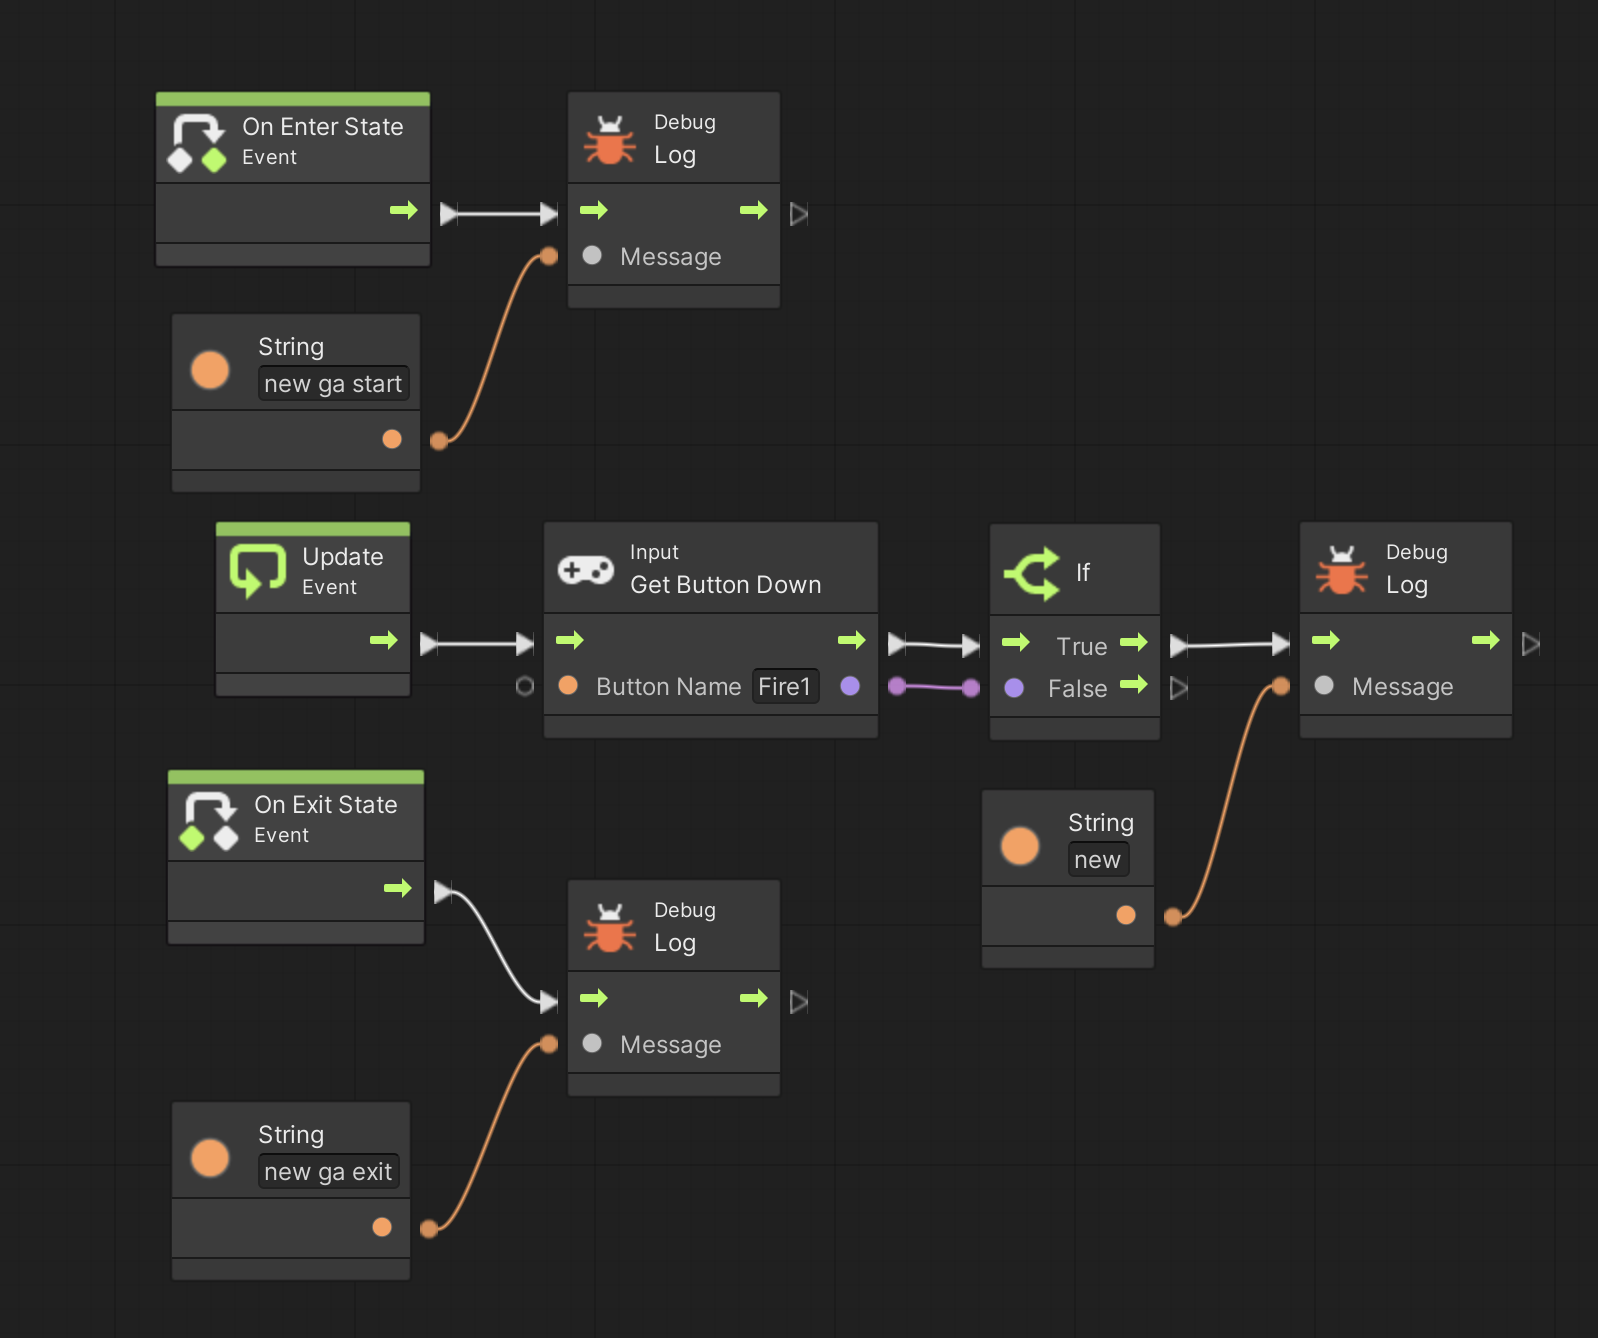 On Enter State
Event
Debug
Log
Message
String
new ga start
Update
Event
Input
Get Button Down
Button Name Fire1
If
True
False
Debug
Log
Message
On Exit State
Event
Debug
Log
Message
String
new
String
new ga exit